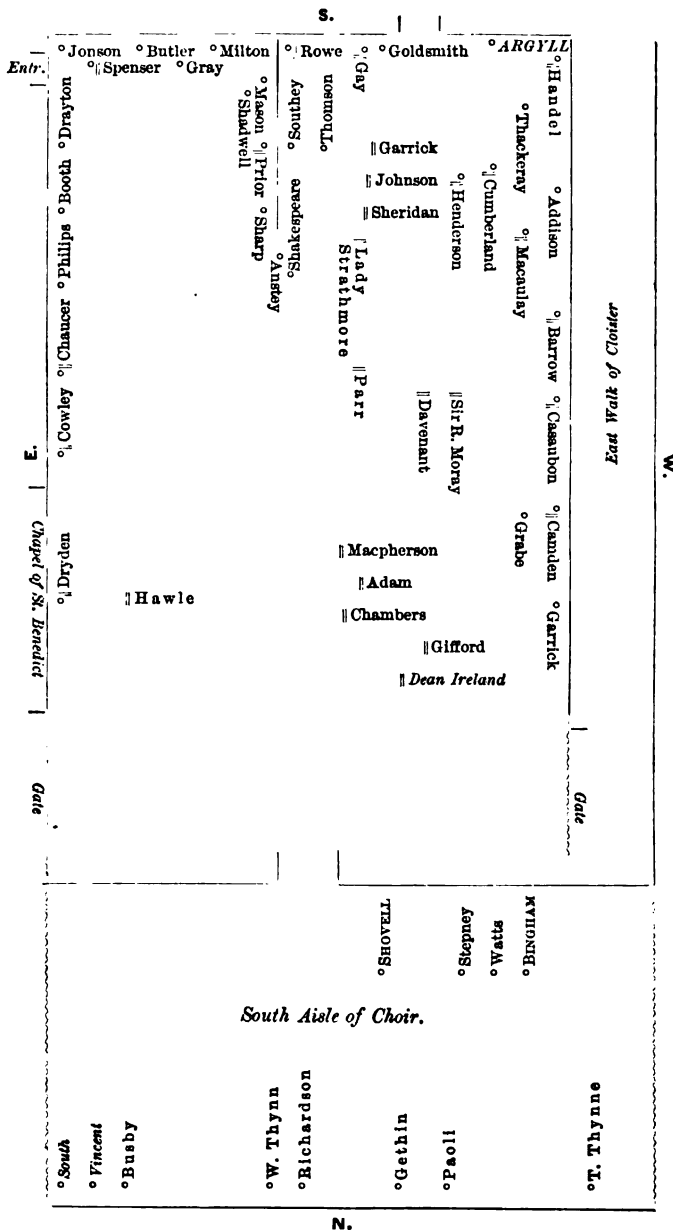 S.
Jonson
Butler
Milton
Rowe
Gay
Goldsmith
ARGYLL
Handel
Entr.
Spenser
Gray
Drayton
Mason
Shadwell
Southey
Thomson
Thackeray
Garrick
Booth
Prior
Johnson
Cumberland
Henderson
Addison
Philips
Sharp
Shakespeare
Sheridan
Macaulay
Anstey
Lady
Strathmore
Chaucer
Barrow
Parr
Cowley
Davenant
Sir R. Moray
Casaubon
East Walk of Cloister
E.
W.
Dryden
Macpherson
Grabe
Camden
Chapel of St. Benedict
Hawle
Adam
Chambers
Garrick
Gifford
Dean Ireland
Gate
Gate
SHOVELL
Stepney
Watts
BINGHAM
South Aisle of Choir.
South
Vincent
Busby
W. Thynn
Richardson
Gethin
Paoli
T. Thynne
N.